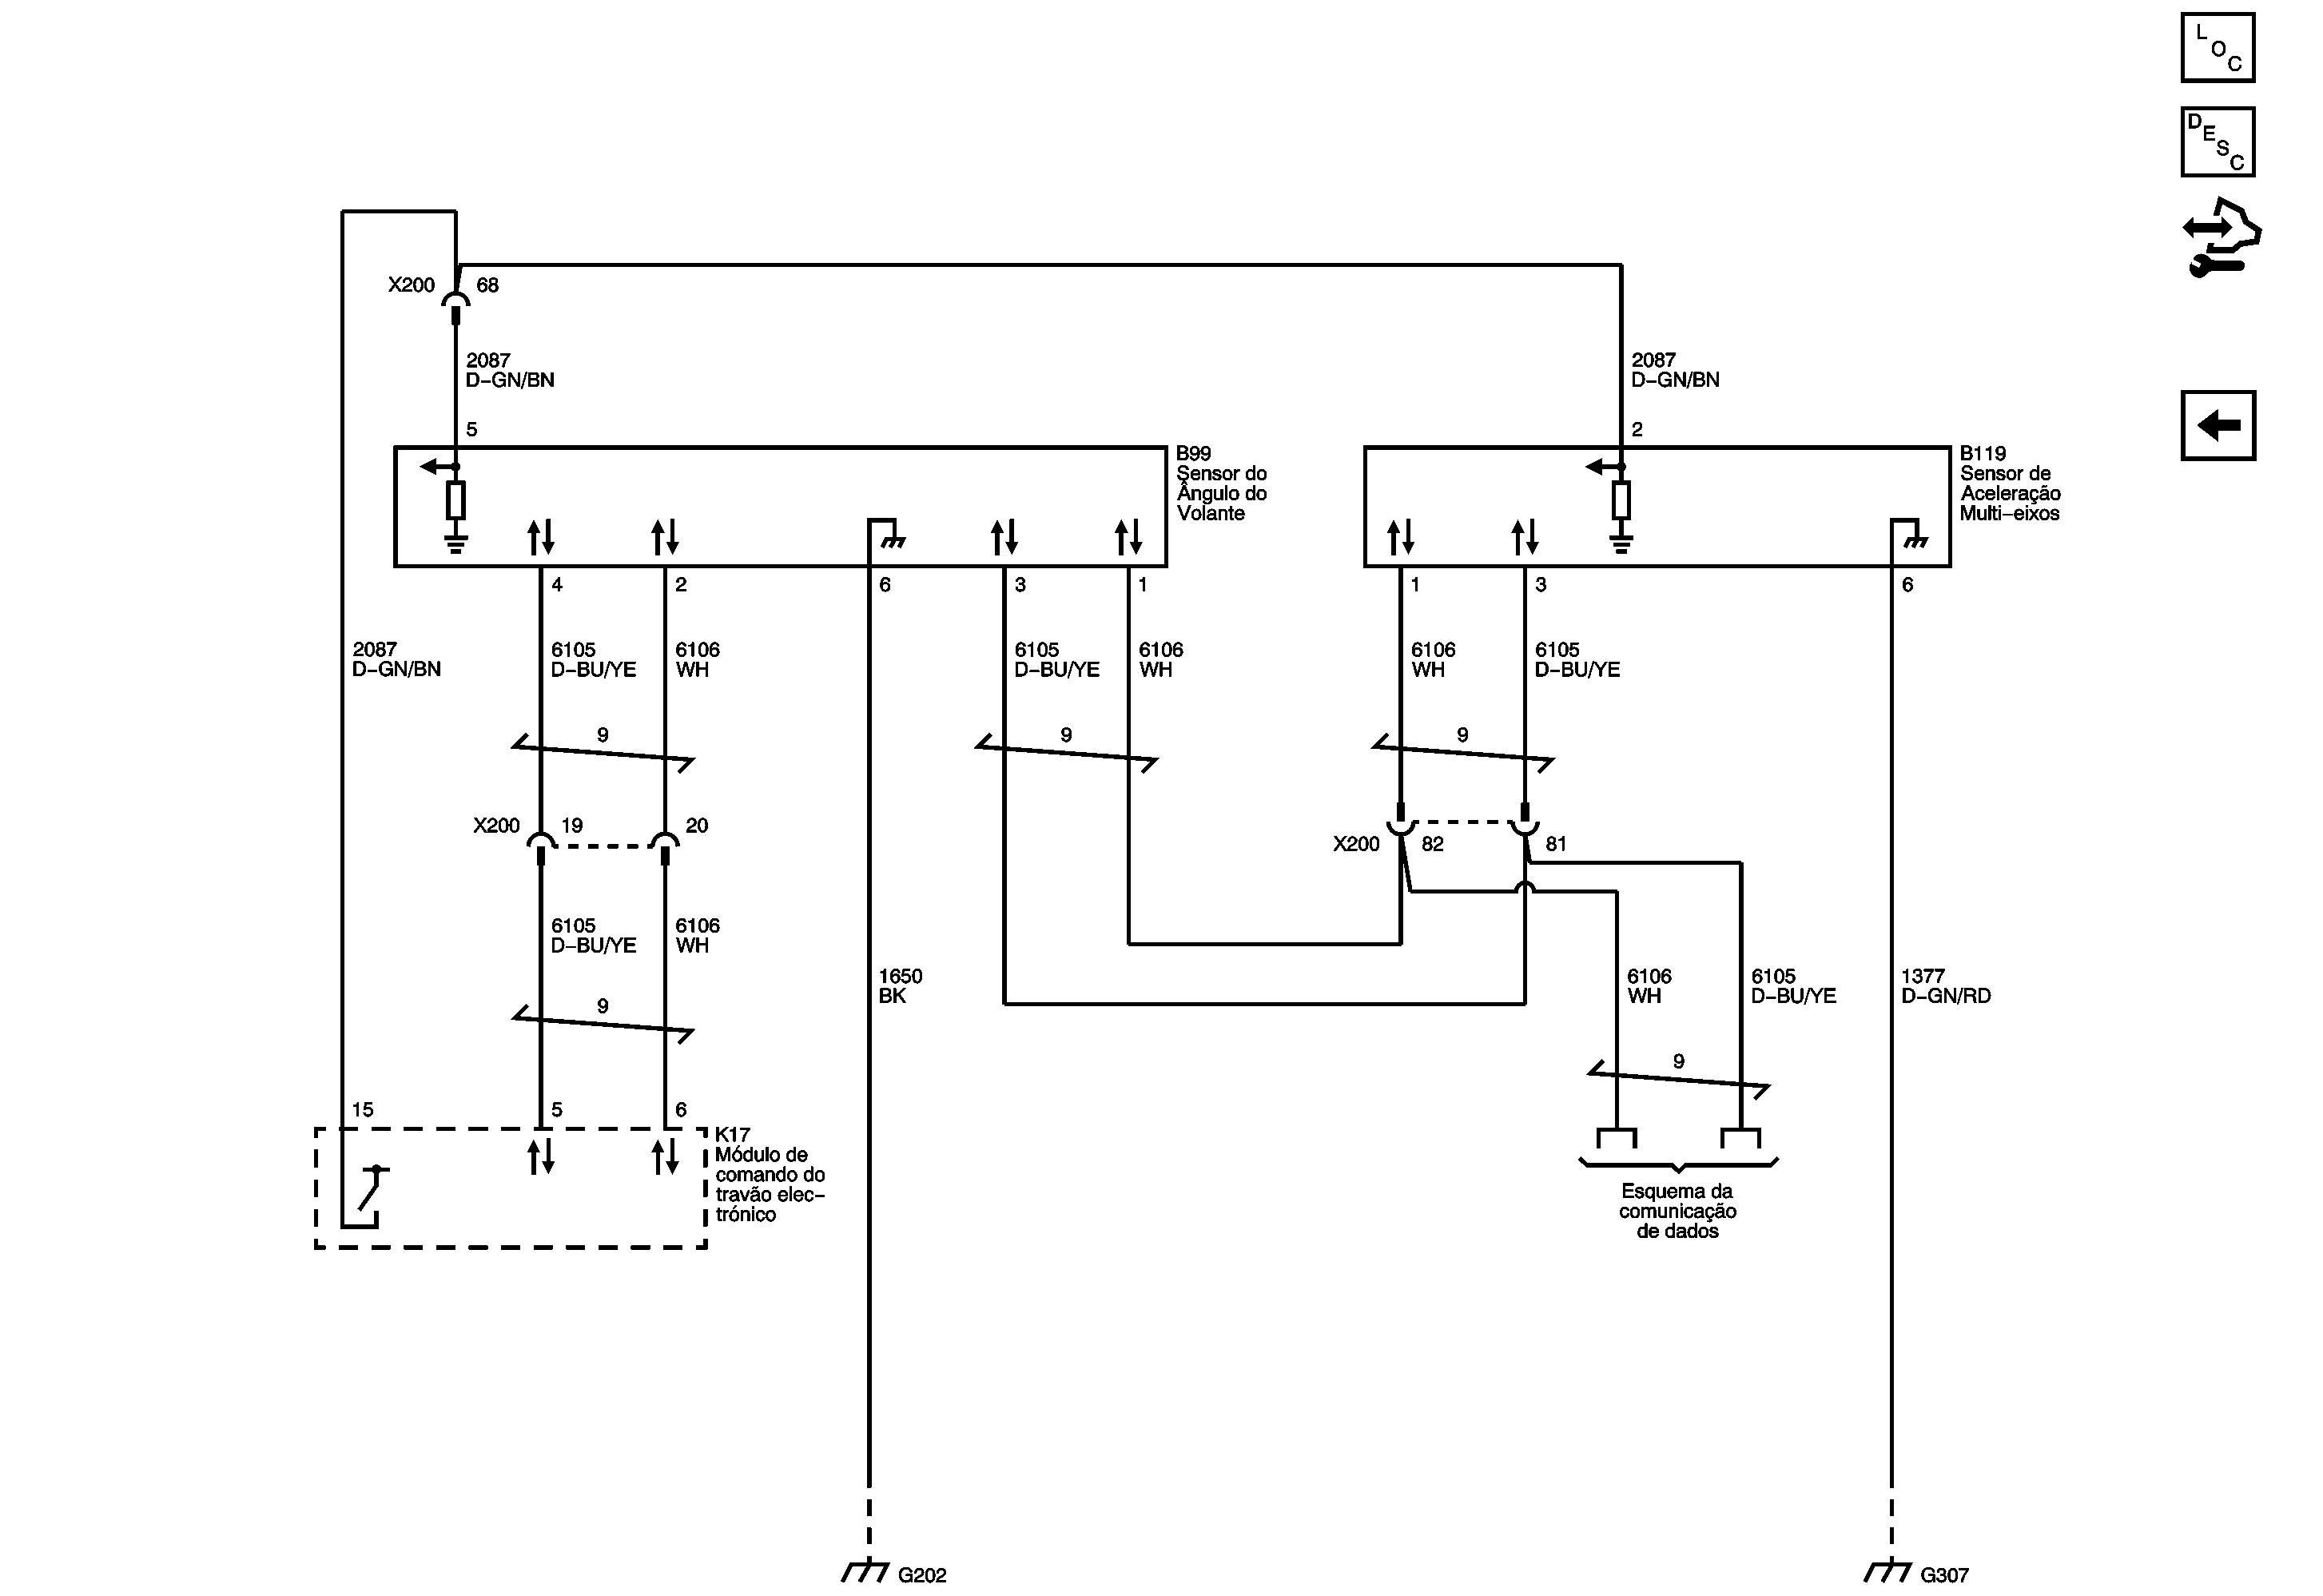 LOC
DESC
X200
68
2087
D-GN/BN
2087
D-GN/BN
5
2
B99
Sensor do
Ângulo do
Volante
B119
Sensor de
Aceleração
Multi-eixos
4
2
6
3
1
1
3
6
2087
D-GN/BN
6105
D-BU/YE
6106
WH
6105
D-BU/YE
6106
WH
6106
WH
6105
D-BU/YE
9
9
9
X200
19
20
X200
82
81
6105
D-BU/YE
6106
WH
1650
BK
6106
WH
6105
D-BU/YE
1377
D-GN/RD
9
9
15
5
6
K17
Módulo de
comando do
travão elec-
trónico
Esquema da
comunicação
de dados
G202
G307